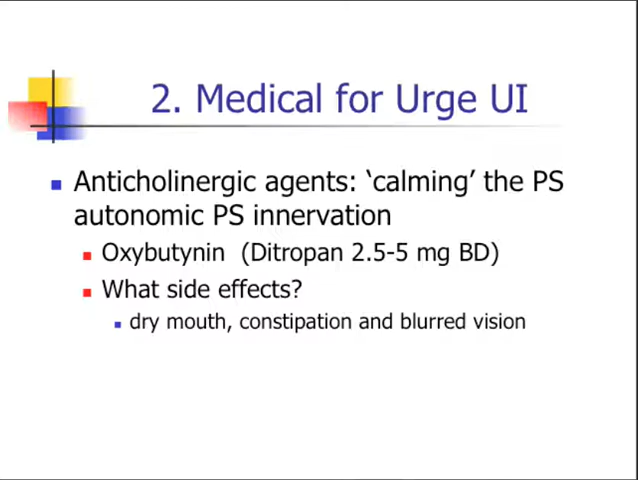 2. Medical for Urge UI
Anticholinergic agents: ‘calming’ the PS
autonomic PS innervation
Oxybutynin (Ditropan 2.5-5 mg BD)
What side effects?
dry mouth, constipation and blurred vision